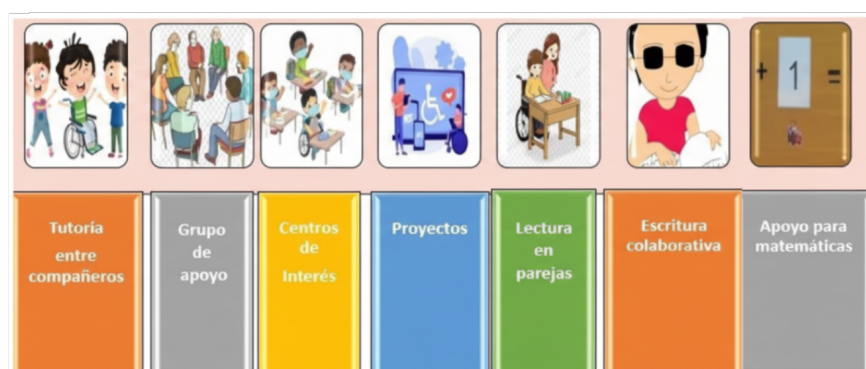 + 1 =
Tutoría
entre
compañeros
Grupo
de
apoyo
Centros
de
Interés
Proyectos
Lectura
en
parejas
Escritura
colaborativa
Apoyo para
matemáticas